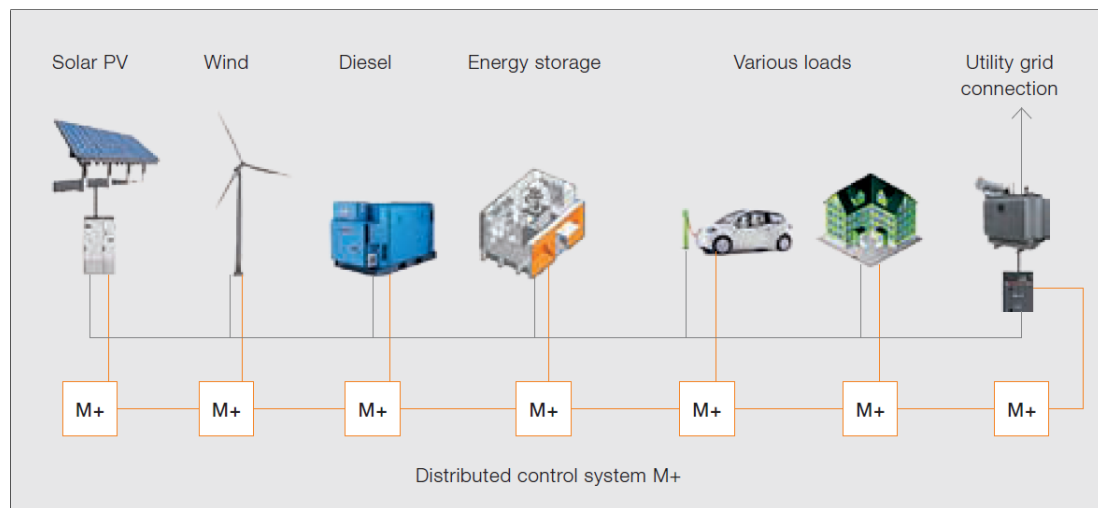 Solar PV
Wind
Diesel
Energy storage
Various loads
Utility grid
connection
M+
M+
M+
M+
M+
M+
M+
Distributed control system M+